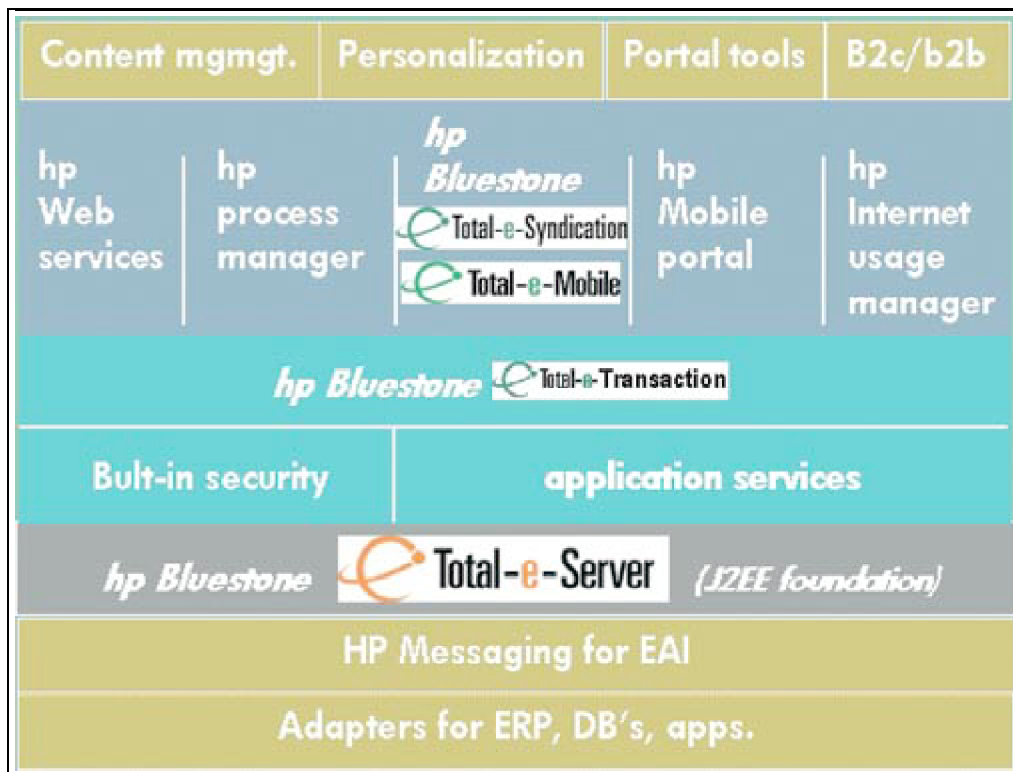 Content mgmgt.
Personalization
Portal tools
B2c/b2b
hp
Web
services
hp
process
manager
hp
Bluestone
Total-e-Syndication
Total-e-Mobile
hp
Mobile
portal
hp
Internet
usage
manager
hp Bluestone Total-e-Transaction
Bult-in security
application services
hp Bluestone Total-e-Server (J2EE foundation)
HP Messaging for EAI
Adapters for ERP, DB's, apps.